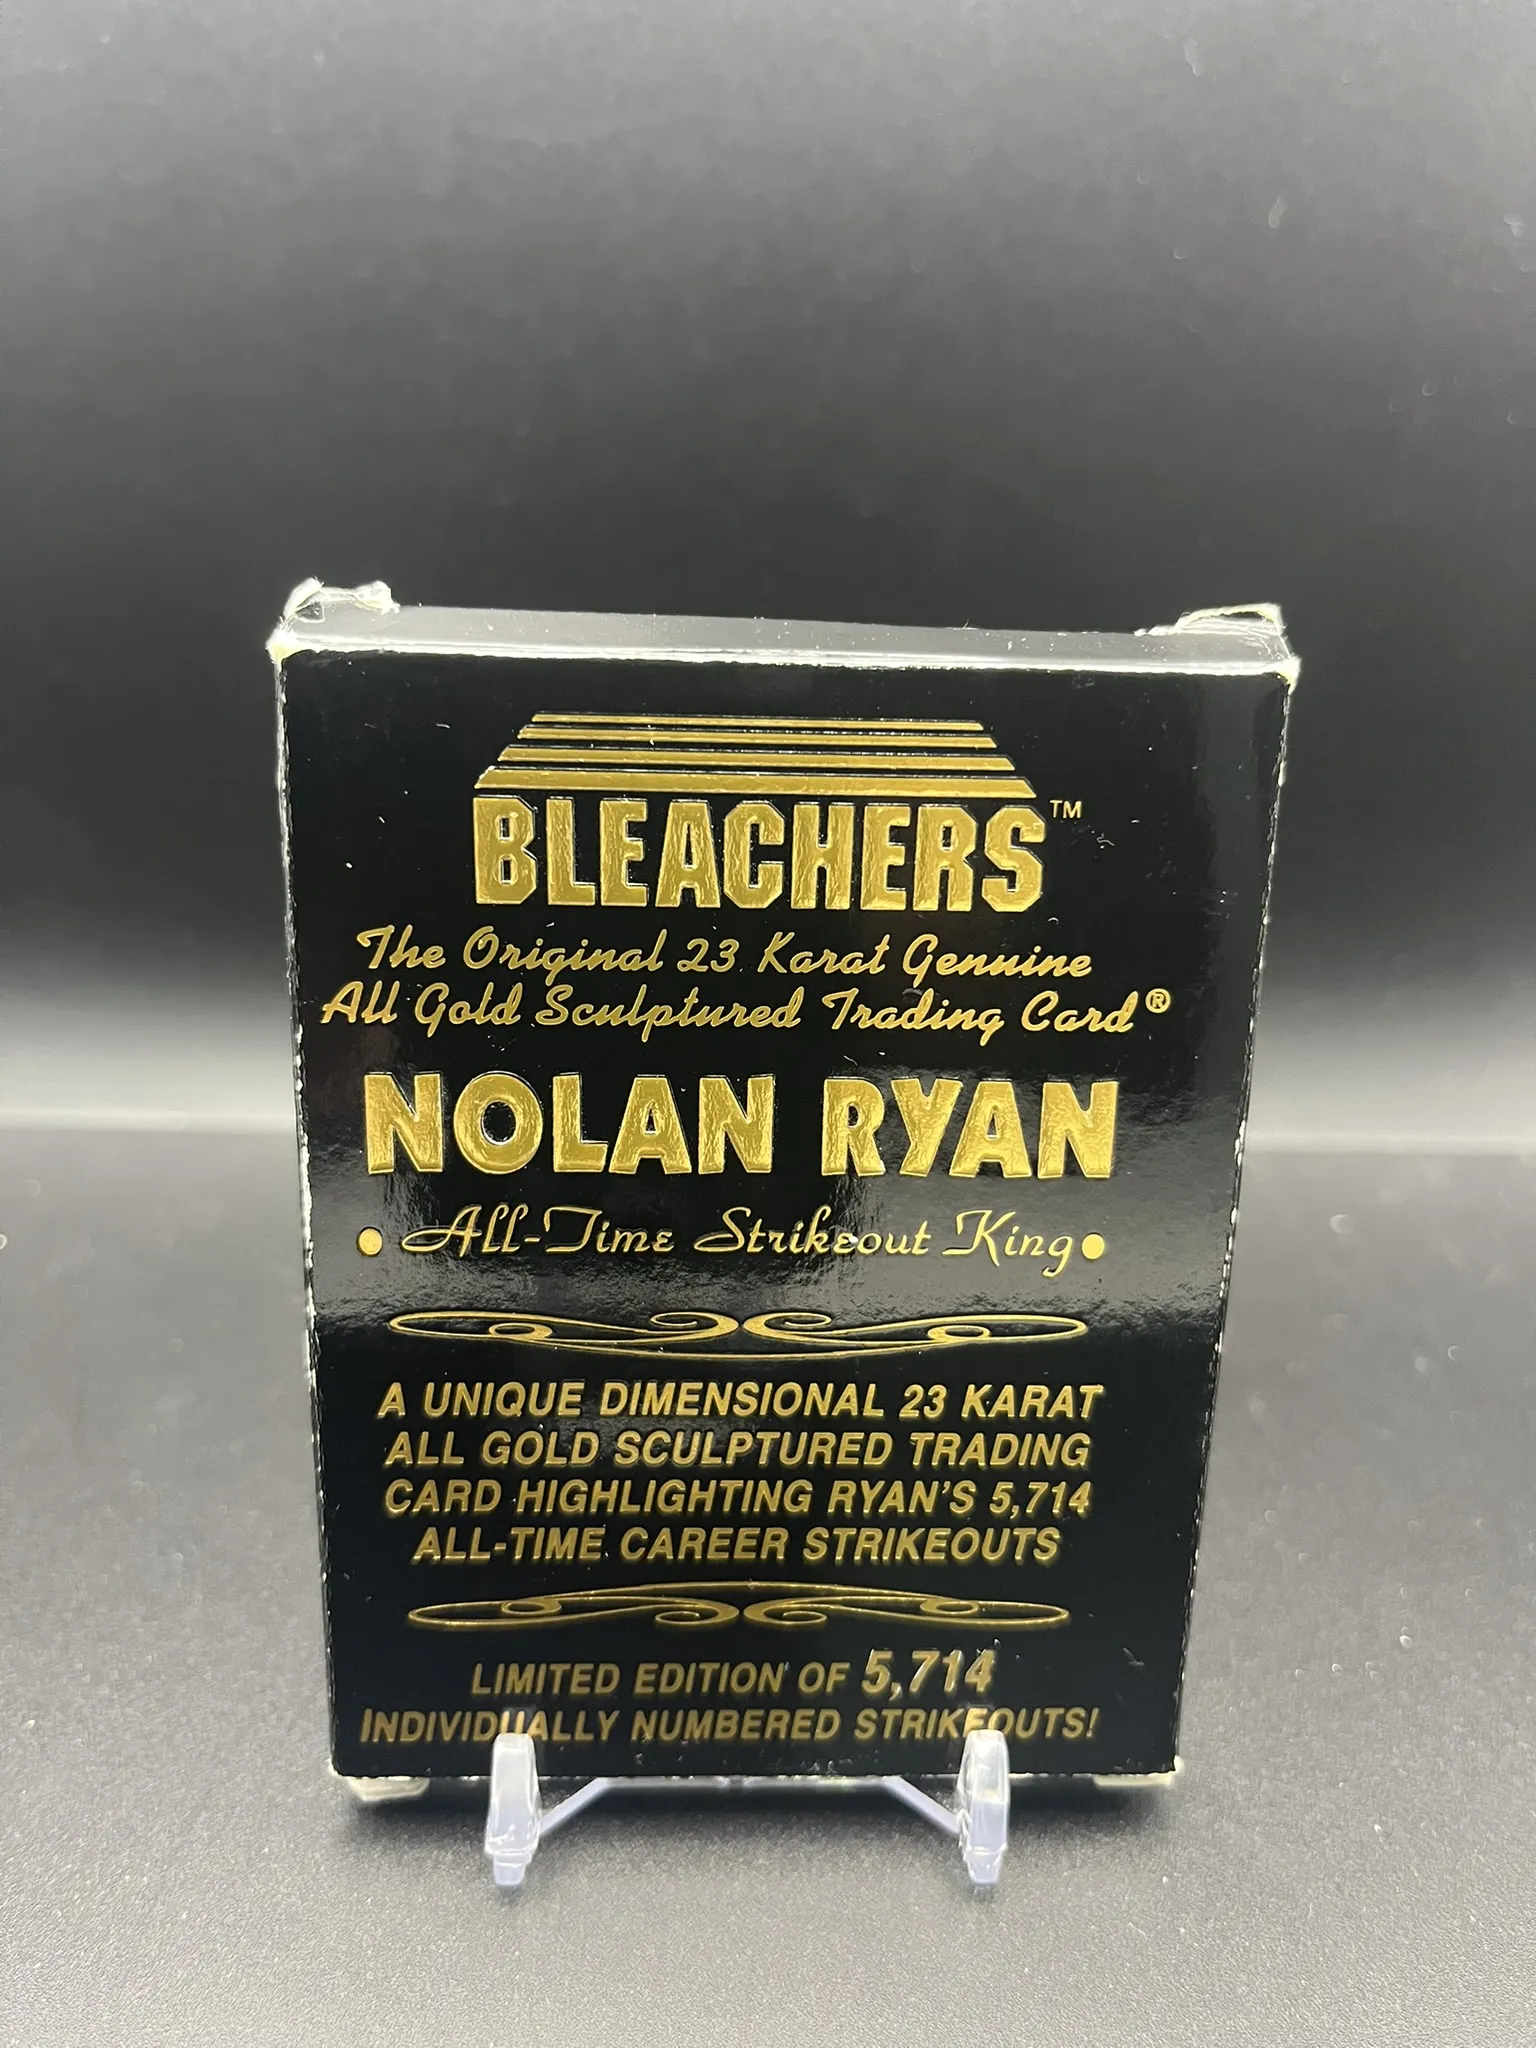 BLEACHERS™
The Original 23 Karat Genuine
All Gold Sculptured Trading Card®
NOLAN RYAN
• All-Time Strikeout King •
A UNIQUE DIMENSIONAL 23 KARAT
ALL GOLD SCULPTURED TRADING
CARD HIGHLIGHTING RYAN'S 5,714
ALL-TIME CAREER STRIKEOUTS
LIMITED EDITION OF 5,714
INDIVIDUALLY NUMBERED STRIKEOUTS!